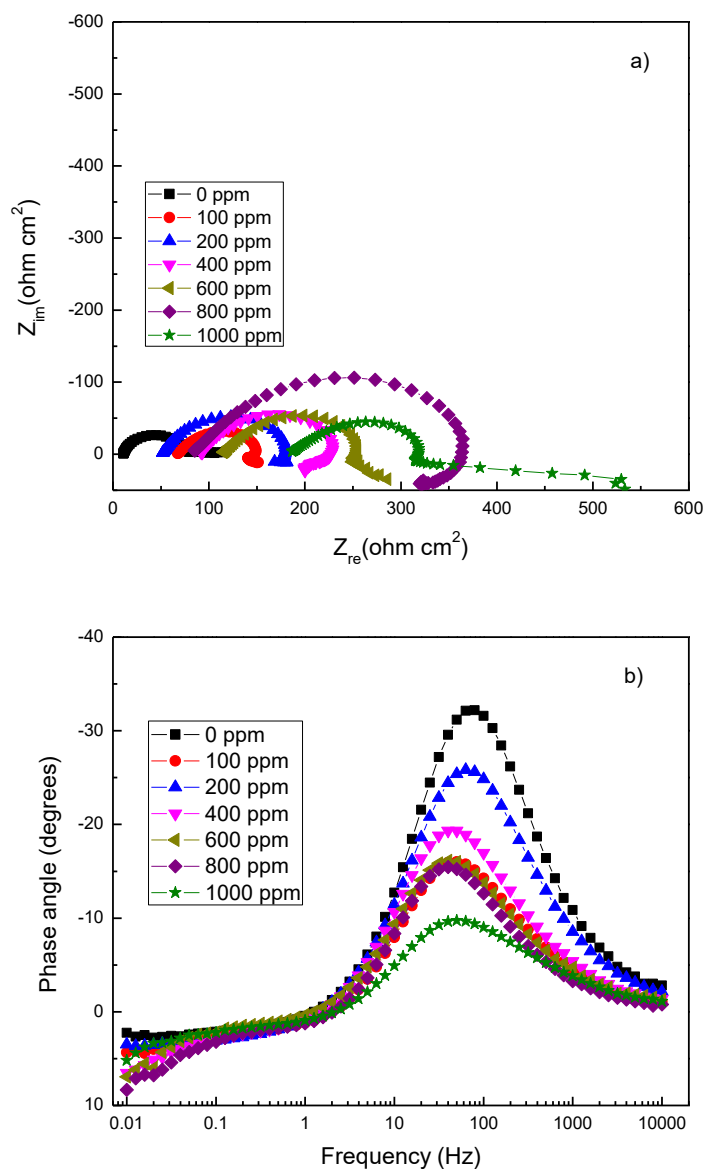 a)
-600
-500
-400
-300
-200
-100
0
Z_im(ohm cm²)
0 ppm
100 ppm
200 ppm
400 ppm
600 ppm
800 ppm
1000 ppm
0 100 200 300 400 500 600
Z_re(ohm cm²)
b)
-40
-30
-20
-10
0
10
Phase angle (degrees)
0 ppm
100 ppm
200 ppm
400 ppm
600 ppm
800 ppm
1000 ppm
0.01 0.1 1 10 100 1000 10000
Frequency (Hz)